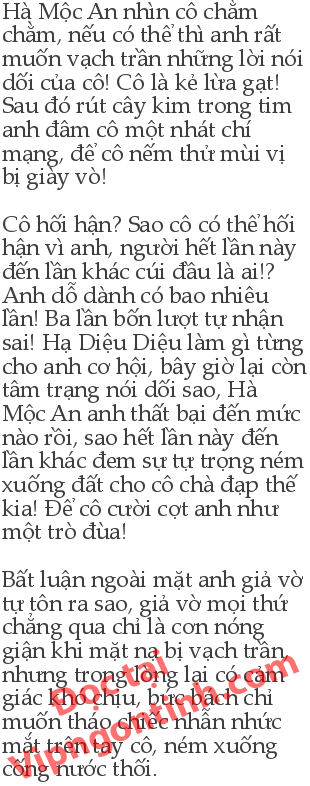 Hà Mộc An nhìn cô chằm
chằm, nếu có thể thì anh rất
muốn vạch trần những lời nói
dối của cô! Cô là kẻ lừa gạt!
Sau đó rút cây kim trong tim
anh đâm cô một nhát chí
mạng, để cô nếm thử mùi vị
bị giày vò!
Cô hối hận? Sao cô có thể hối
hận vì anh, người hết lần này
đến lần khác cúi đầu là ai!?
Anh dỗ dành có bao nhiêu
lần! Ba lần bốn lượt tự nhận
sai! Hạ Diệu Diệu làm gì từng
cho anh cơ hội, bây giờ lại còn
tâm trạng nói dối sao, Hà
Mộc An anh thất bại đến mức
nào rồi, sao hết lần này đến
lần khác đem sự tự trọng ném
xuống đất cho cô chà đạp thế
kia! Để cô cười cợt anh như
một trò đùa!
Bất luận ngoài mặt anh giả vờ
tự tôn ra sao, giả vờ mọi thứ
chẳng qua chỉ là cơn nóng
giận khi mặt nạ bị vạch trần,
nhưng trong lòng lại có cảm
giác khó chịu, bực bách chỉ
muốn tháo chiếc nhẫn nhức
mắt trên tay cô, ném xuống
cống nước thối.
Đọc tại
Vipngontinh.com